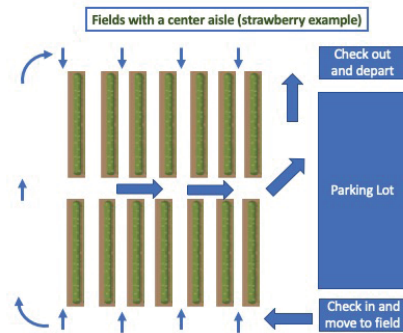 Fields with a center aisle (strawberry example)
Check out
and depart
Parking Lot
Check in and
move to field